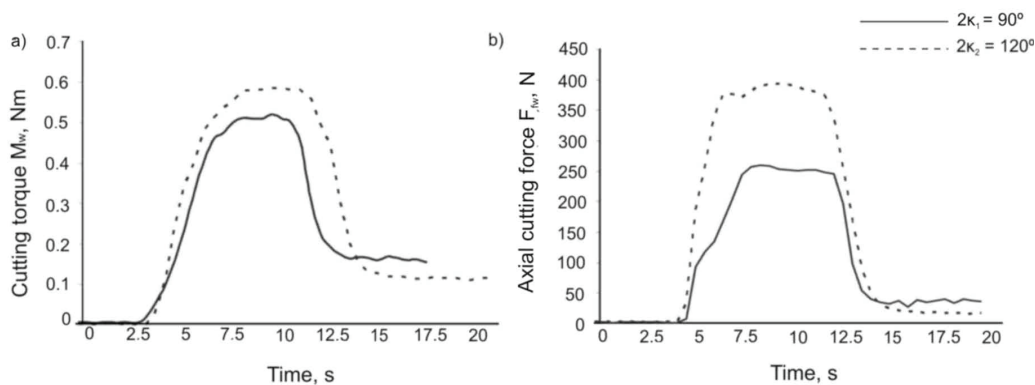 a)
b)
2κ₁ = 90º
2κ₂ = 120º
Cutting torque Mw, Nm
0.7
0.6
0.5
0.4
0.3
0.2
0.1
0
0 2.5 5 7.5 10 12.5 15 17.5 20
Time, s
Axial cutting force F,fw, N
450
400
350
300
250
200
150
100
50
0
0 2.5 5 7.5 10 12.5 15 17.5 20
Time, s